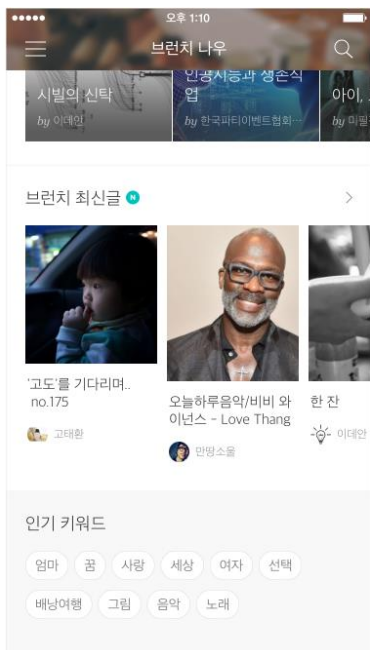 오후 1:10
브런치 나우
시빌의 신탁
by 이데안
인공지능과 생존직
업
by 한국파티이벤트협회…
아이, .
by 미필
브런치 최신글 N
'고도'를 기다리며..
no.175
고태환
오늘하루음악/비비 와
이넌스 – Love Thang
만땅소울
한 잔
이데안
인기 키워드
엄마 꿈 사랑 세상 여자 선택
배낭여행 그림 음악 노래